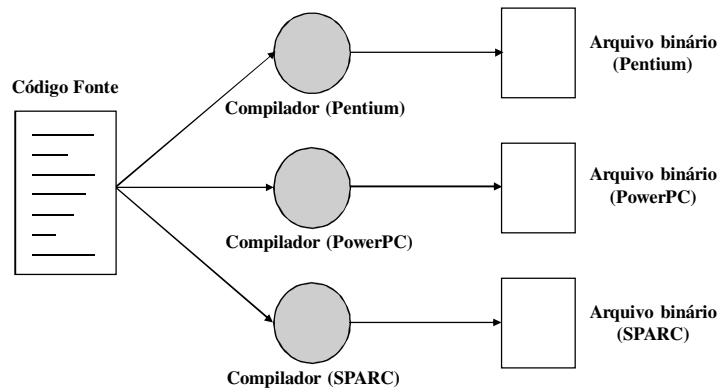 Código Fonte
Compilador (Pentium)
Arquivo binário
(Pentium)
Compilador (PowerPC)
Arquivo binário
(PowerPC)
Compilador (SPARC)
Arquivo binário
(SPARC)